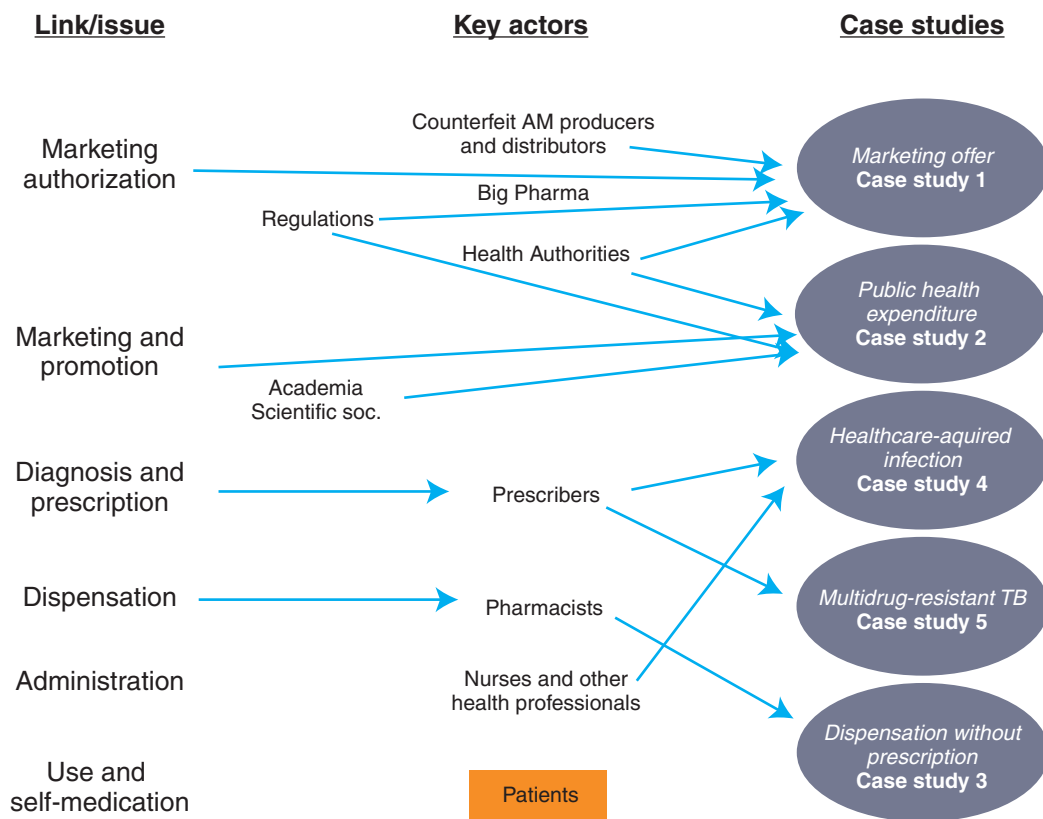 Link/issue
Key actors
Case studies
Marketing
authorization
Counterfeit AM producers
and distributors
Marketing offer
Case study 1
Big Pharma
Regulations
Health Authorities
Public health
expenditure
Case study 2
Marketing and
promotion
Academia
Scientific soc.
Healthcare-aquired
infection
Case study 4
Diagnosis and
prescription
Prescribers
Dispensation
Pharmacists
Multidrug-resistant TB
Case study 5
Administration
Nurses and other
health professionals
Dispensation without
prescription
Case study 3
Use and
self-medication
Patients